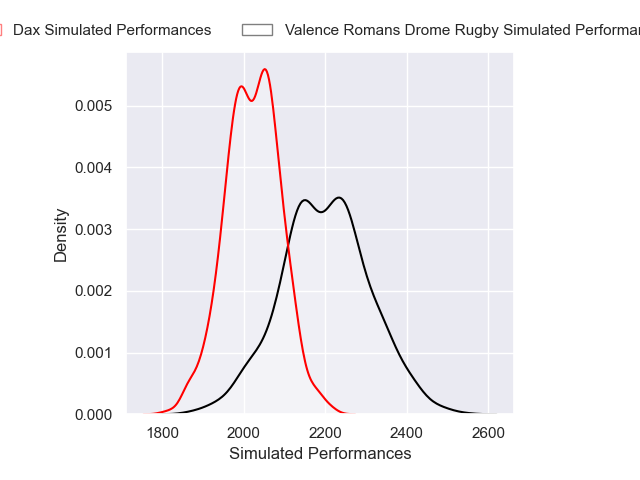 Dax Simulated Performances
Valence Romans Drome Rugby Simulated
Density
0.005
0.004
0.003
0.002
0.001
0.000
1800 2000 2200 2400 2600
Simulated Performances